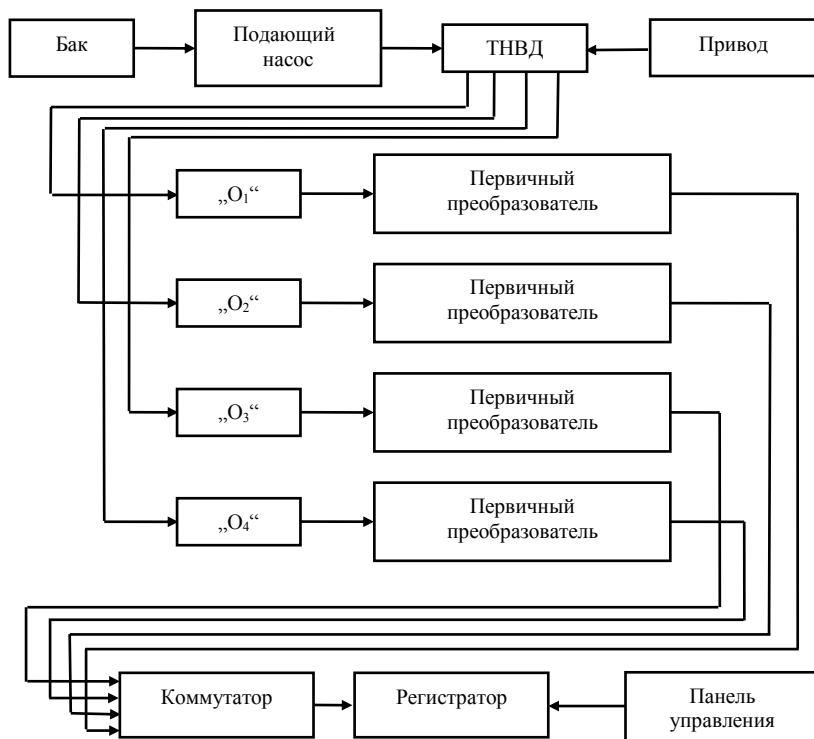 Бак
Подающий
насос
ТНВД
Привод
„O₁“
Первичный
преобразователь
„O₂“
Первичный
преобразователь
„O₃“
Первичный
преобразователь
„O₄“
Первичный
преобразователь
Коммутатор
Регистратор
Панель
управления